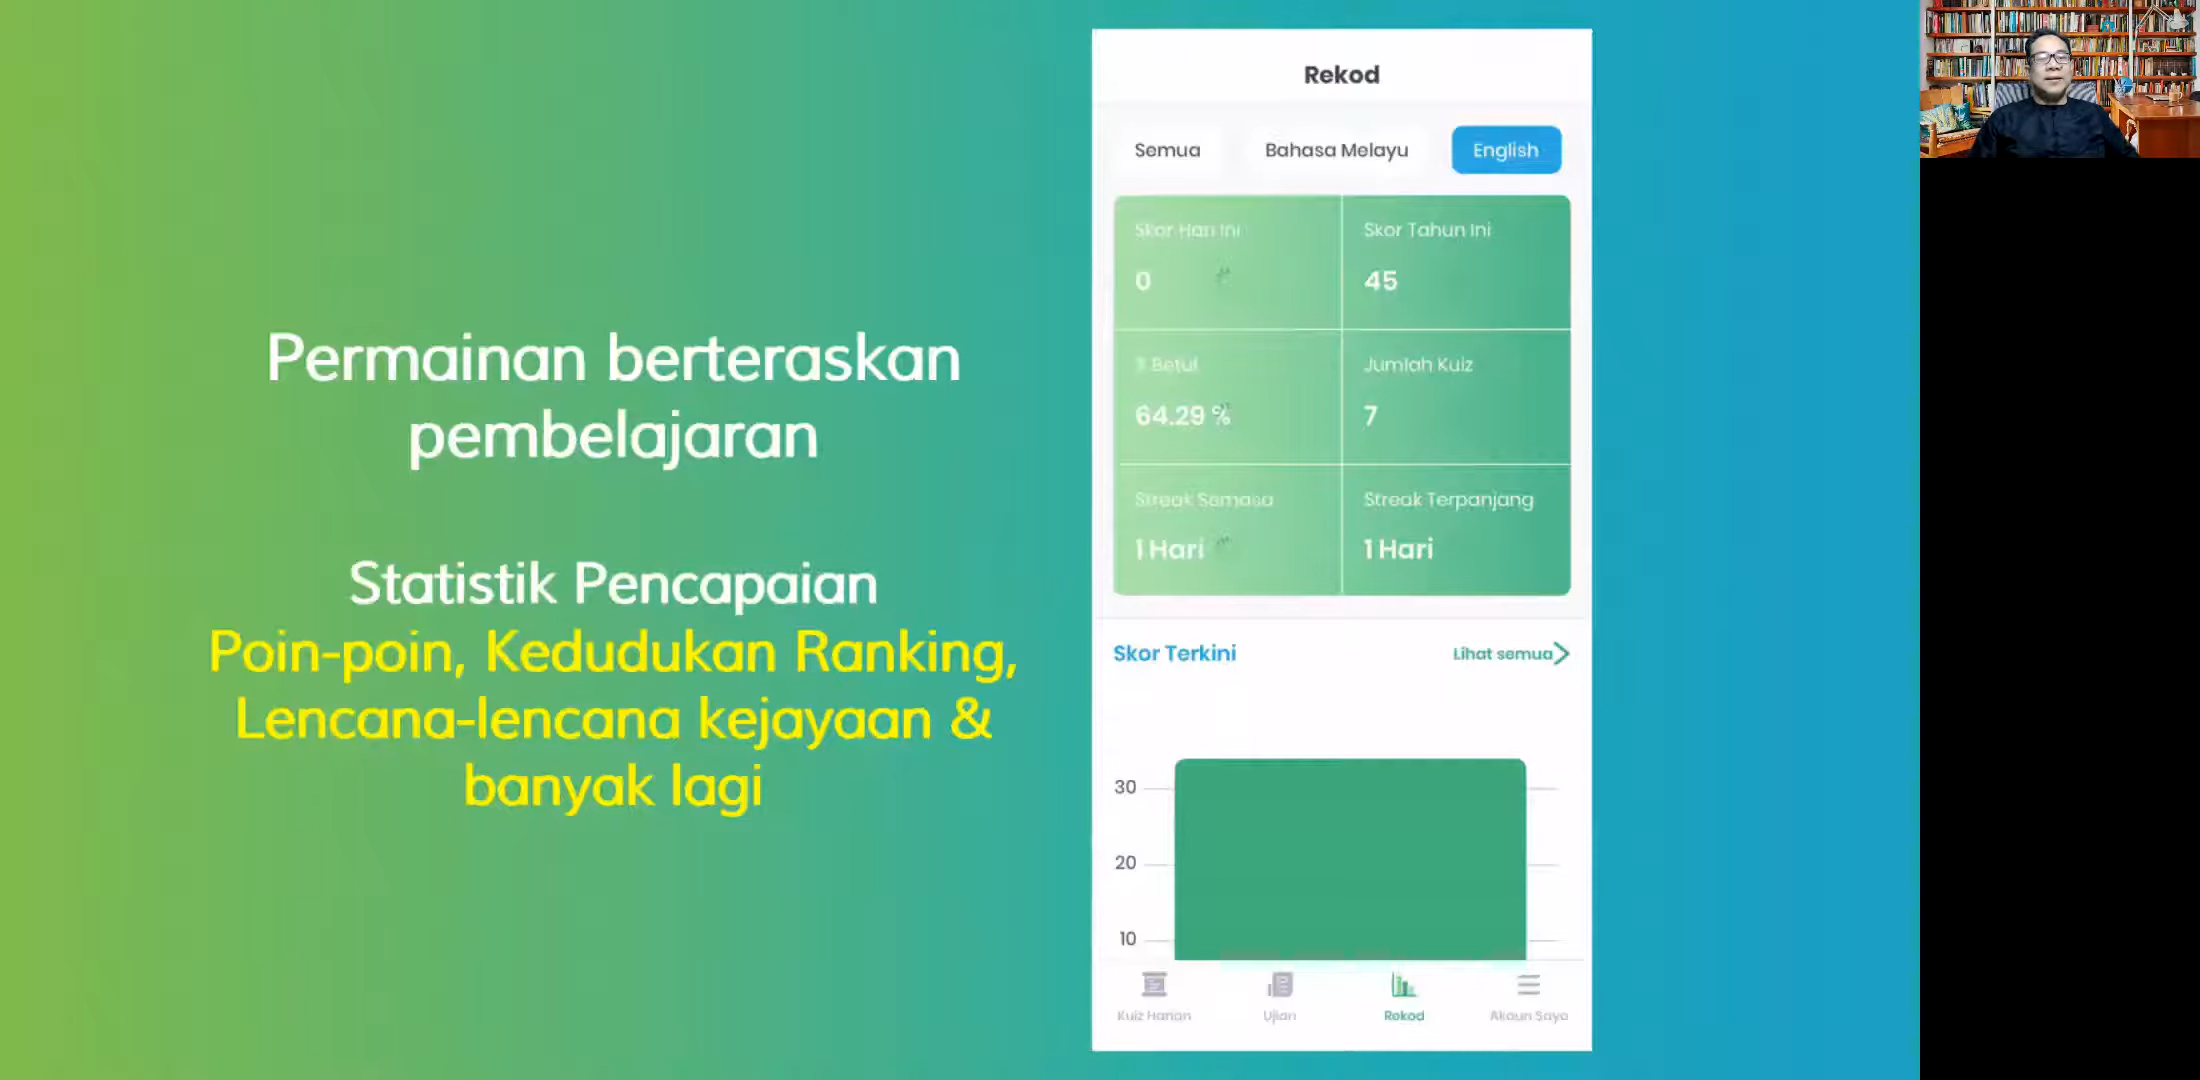 Permainan berteraskan
pembelajaran
Statistik Pencapaian
Poin-poin, Kedudukan Ranking,
Lencana-lencana kejayaan &
banyak lagi
Rekod
Semua
Bahasa Melayu
English
Skor Hari Ini
Skor Tahun Ini
0
45
% Betul
Jumlah Kuiz
64.29 %
7
Streak Semasa
Streak Terpanjang
1 Hari
1 Hari
Skor Terkini
Lihat semua
30
20
10
Kuiz Harian
Ujian
Rekod
Akaun Saya